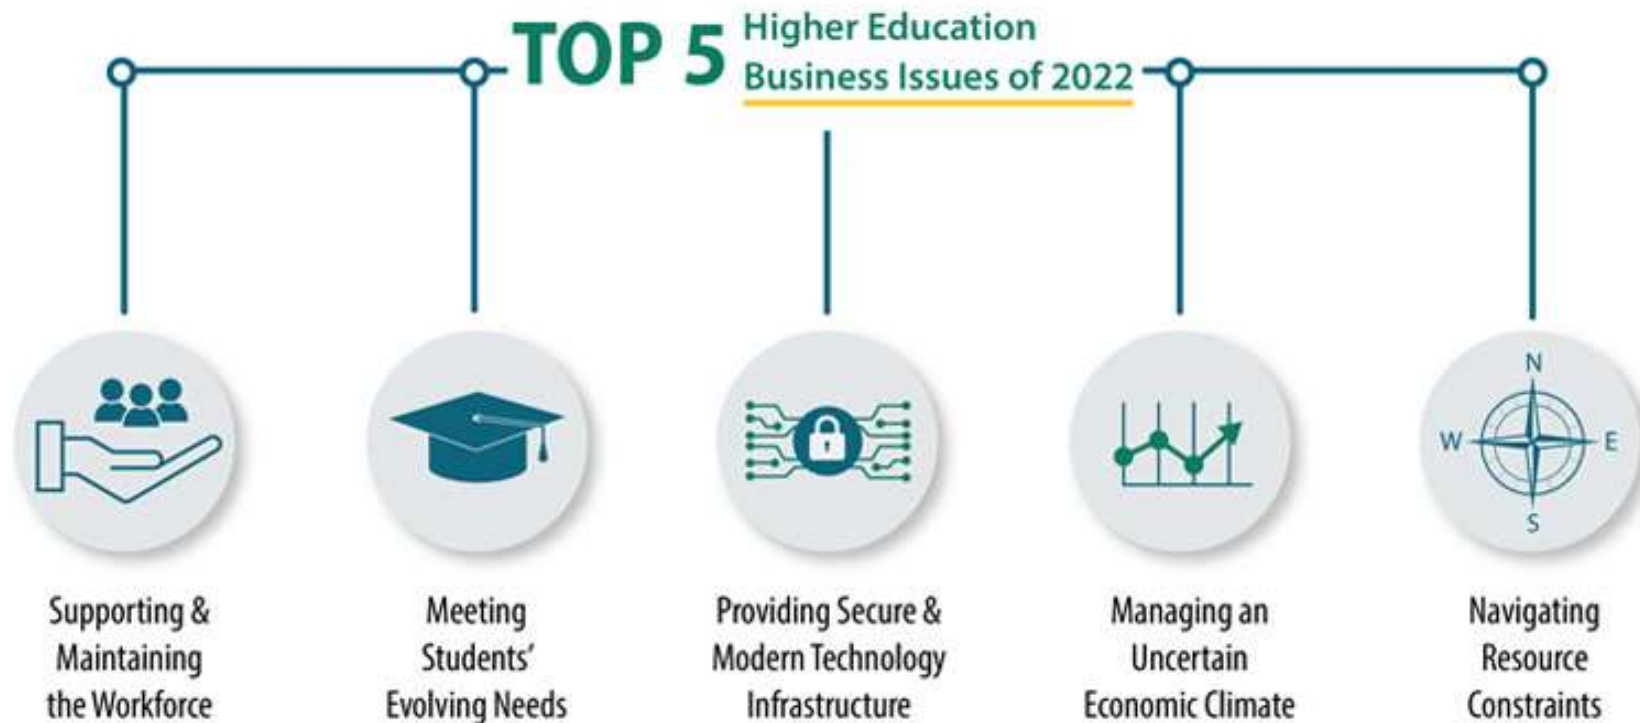 TOP 5
Higher Education
Business Issues of 2022
N
W
E
S
Supporting &
Maintaining
the Workforce
Meeting
Students’
Evolving Needs
Providing Secure &
Modern Technology
Infrastructure
Managing an
Uncertain
Economic Climate
Navigating
Resource
Constraints